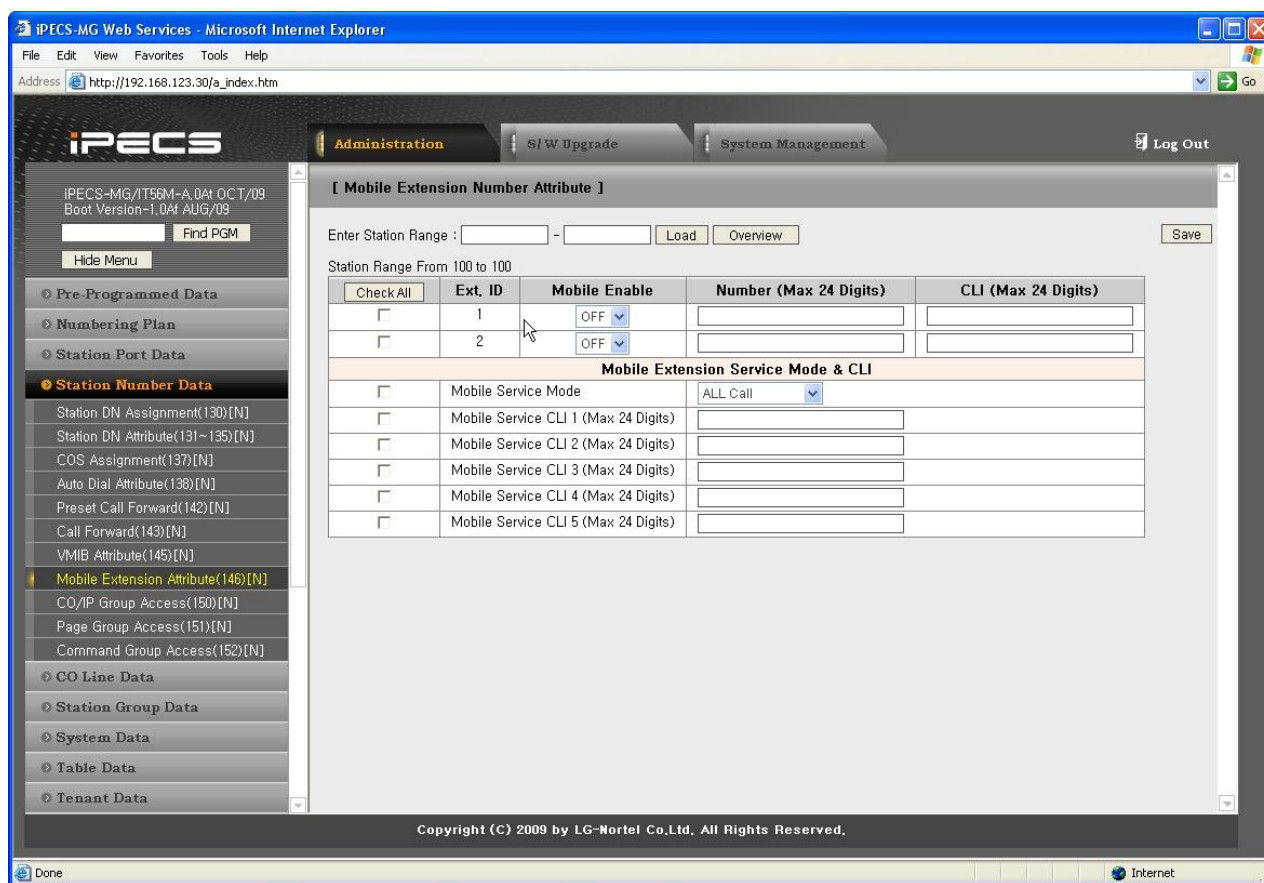 iPECS-MG Web Services - Microsoft Internet Explorer
File Edit View Favorites Tools Help
Address http://192.168.123.30/a_index.htm Go
iPECS
Administration S/W Upgrade System Management Log Out
iPECS-MG/IT56M-A.0At OCT/09
Boot Version-1.0Af AUG/09
Find PGM
Hide Menu
Pre-Programmed Data
Numbering Plan
Station Port Data
Station Number Data
Station DN Assignment(130)[N]
Station DN Attribute(131~135)[N]
COS Assignment(137)[N]
Auto Dial Attribute(138)[N]
Preset Call Forward(142)[N]
Call Forward(143)[N]
VMIB Attribute(145)[N]
Mobile Extension Attribute(146)[N]
CO/IP Group Access(150)[N]
Page Group Access(151)[N]
Command Group Access(152)[N]
CO Line Data
Station Group Data
System Data
Table Data
Tenant Data
[ Mobile Extension Number Attribute ]
Enter Station Range : - Load Overview Save
Station Range From 100 to 100
Check All Ext. ID Mobile Enable Number (Max 24 Digits) CLI (Max 24 Digits)
1 OFF
2 OFF
Mobile Extension Service Mode & CLI
Mobile Service Mode ALL Call
Mobile Service CLI 1 (Max 24 Digits)
Mobile Service CLI 2 (Max 24 Digits)
Mobile Service CLI 3 (Max 24 Digits)
Mobile Service CLI 4 (Max 24 Digits)
Mobile Service CLI 5 (Max 24 Digits)
Copyright (C) 2009 by LG-Nortel Co,Ltd. All Rights Reserved.
Done Internet